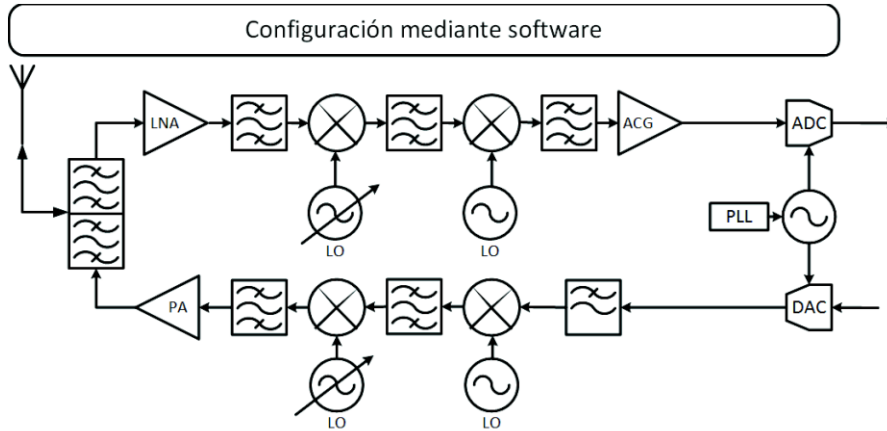 Configuración mediante software
LNA
ACG
ADC
LO
LO
PLL
PA
DAC
LO
LO